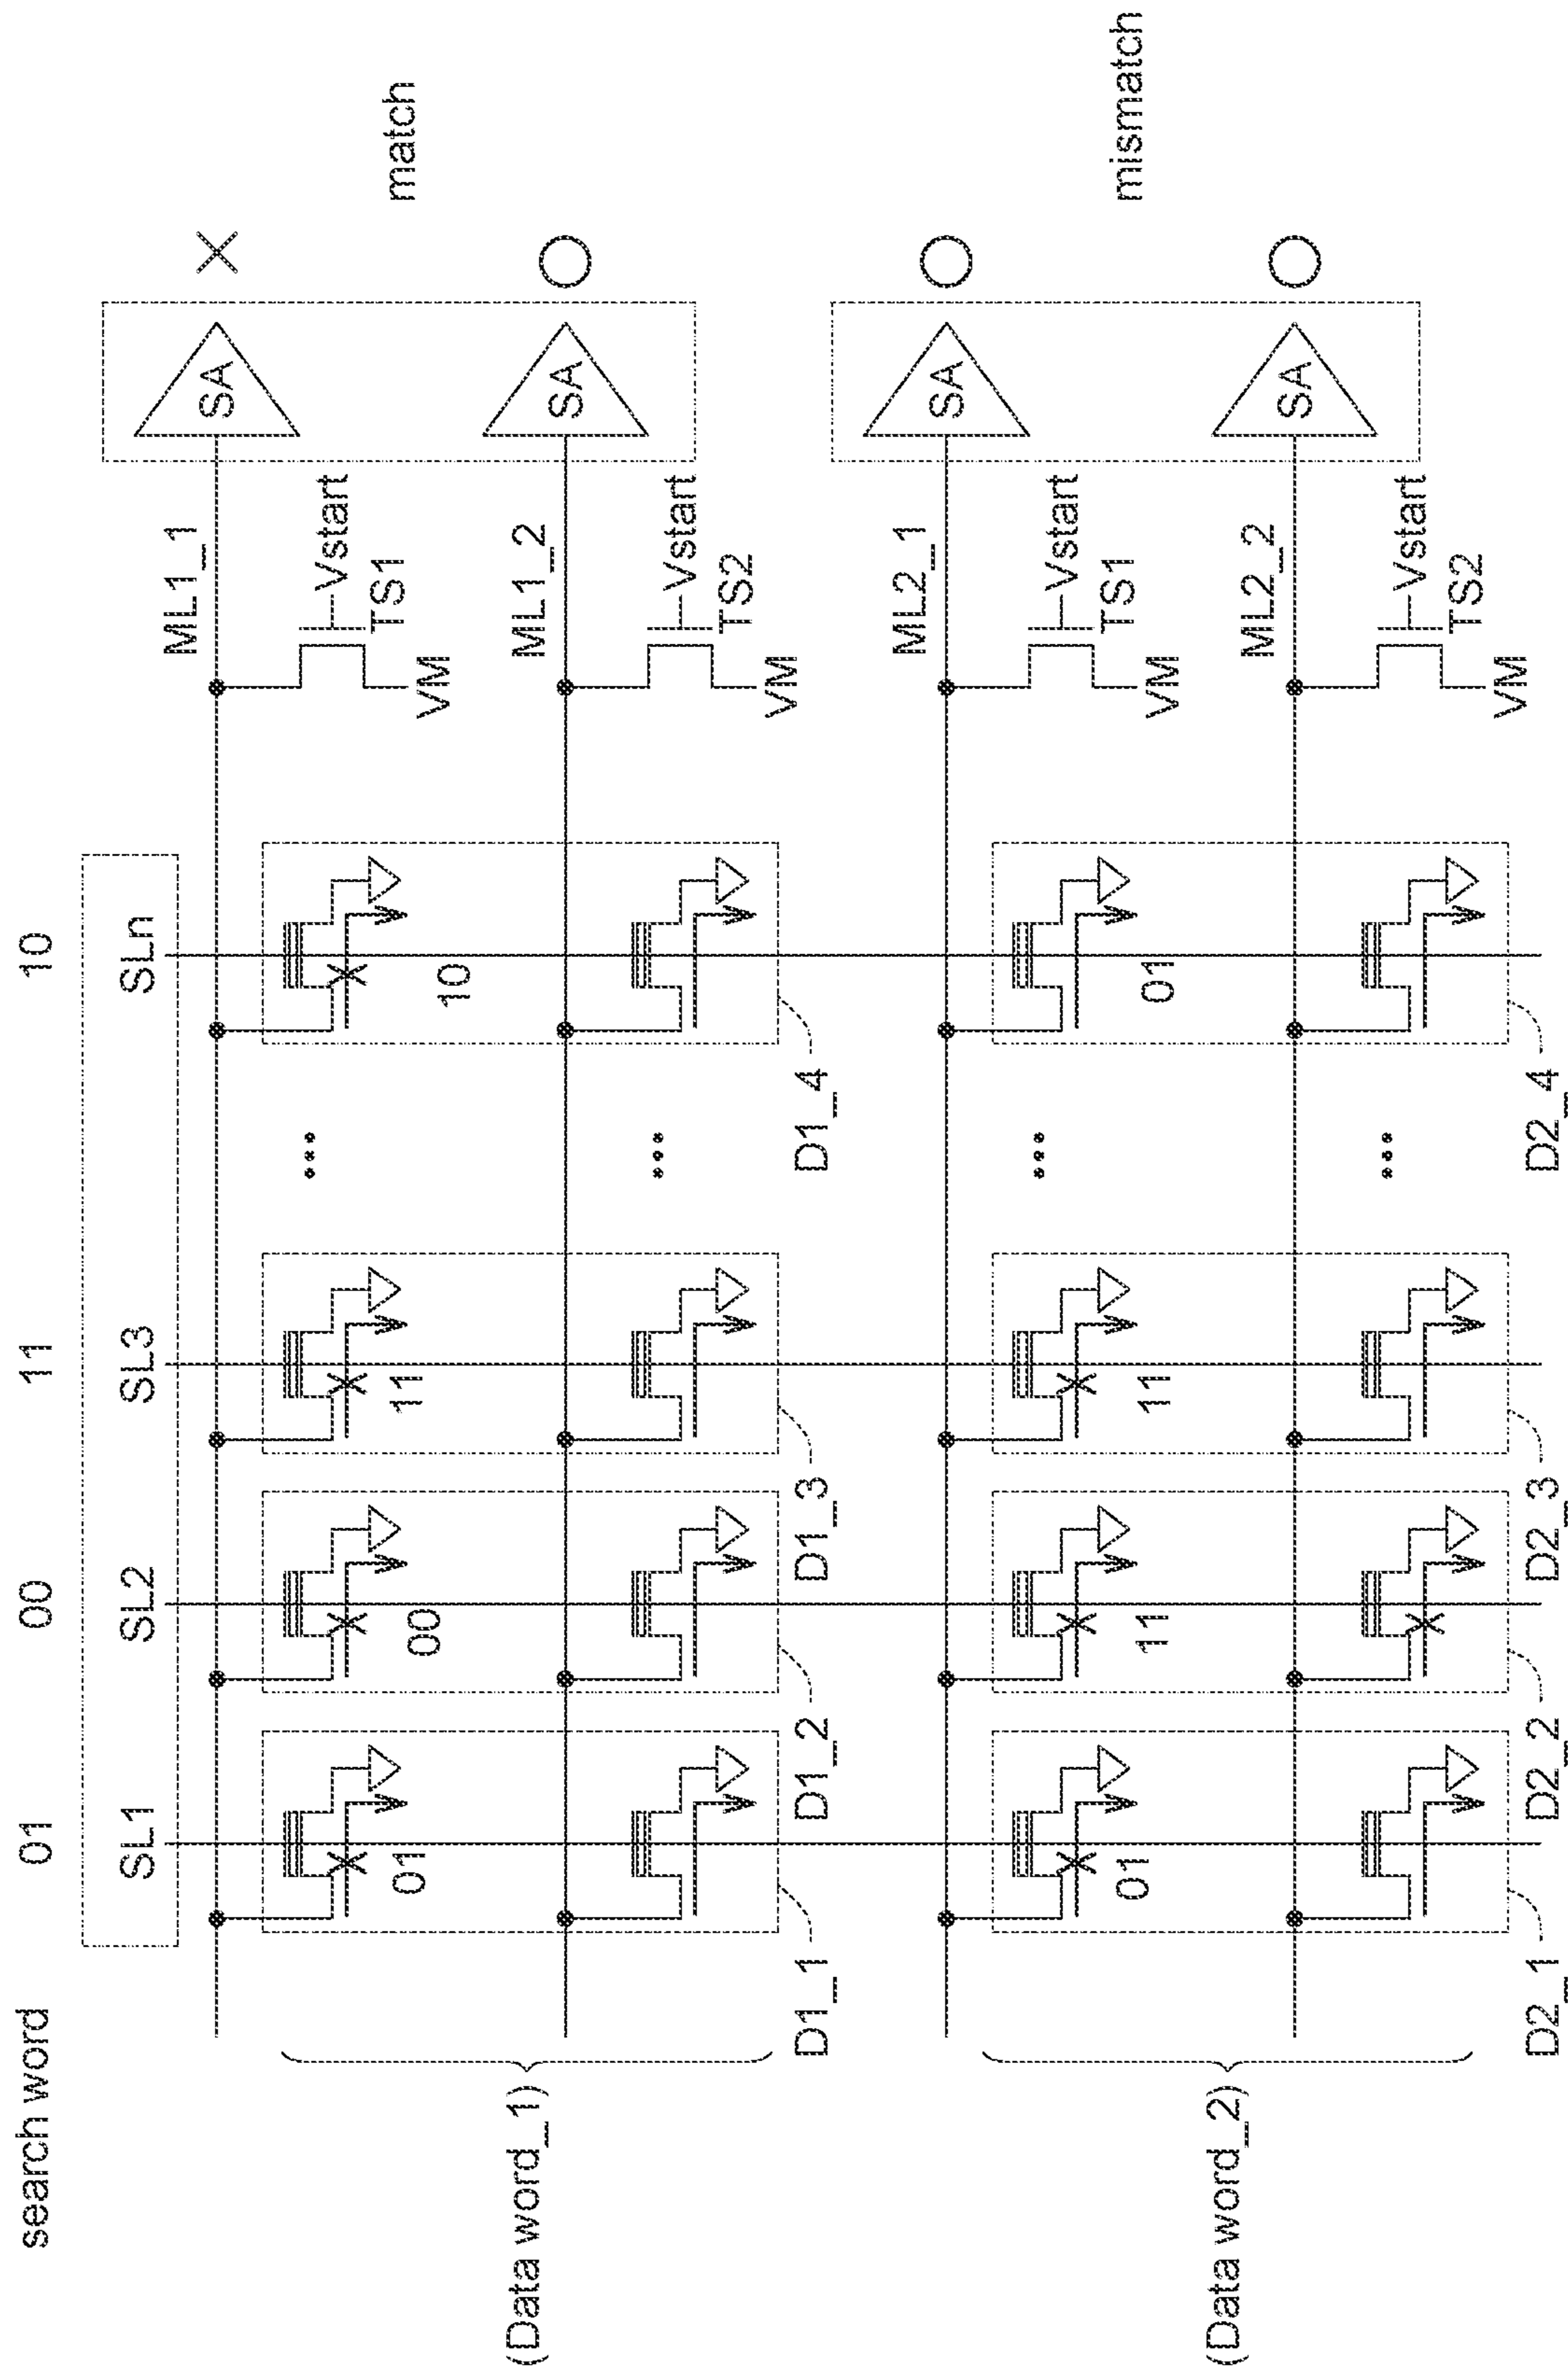 search word
01 00 11 10
SL1 SL2 SL3 SLn
ML1_1
SA
Vstart
TS1
VM
01 00 11 10
match
(Data word_1)
ML1_2
SA
Vstart
TS2
VM
D1_1 D1_2 D1_3 D1_4
ML2_1
SA
Vstart
TS1
VM
01 11 11 01
mismatch
(Data word_2)
ML2_2
SA
Vstart
TS2
VM
D2_1 D2_2 D2_3 D2_4